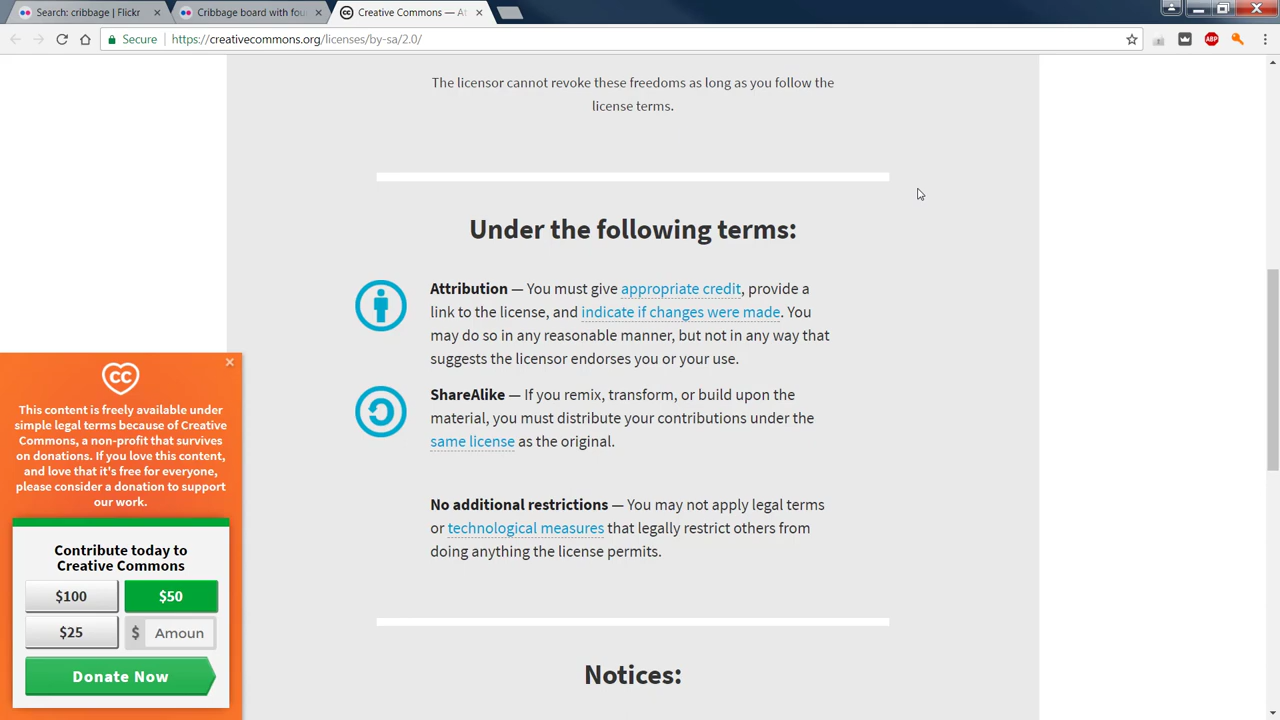 Search: cribbage | Flickr
Cribbage board with fou
Creative Commons — At
Secure
https://creativecommons.org/licenses/by-sa/2.0/
ABP
The licensor cannot revoke these freedoms as long as you follow the
license terms.
Under the following terms:
Attribution — You must give appropriate credit, provide a
link to the license, and indicate if changes were made. You
may do so in any reasonable manner, but not in any way that
suggests the licensor endorses you or your use.
ShareAlike — If you remix, transform, or build upon the
material, you must distribute your contributions under the
same license as the original.
No additional restrictions — You may not apply legal terms
or technological measures that legally restrict others from
doing anything the license permits.
Notices:
CC
This content is freely available under
simple legal terms because of Creative
Commons, a non-profit that survives
on donations. If you love this content,
and love that it's free for everyone,
please consider a donation to support
our work.
Contribute today to
Creative Commons
$100
$50
$25
$ Amoun
Donate Now